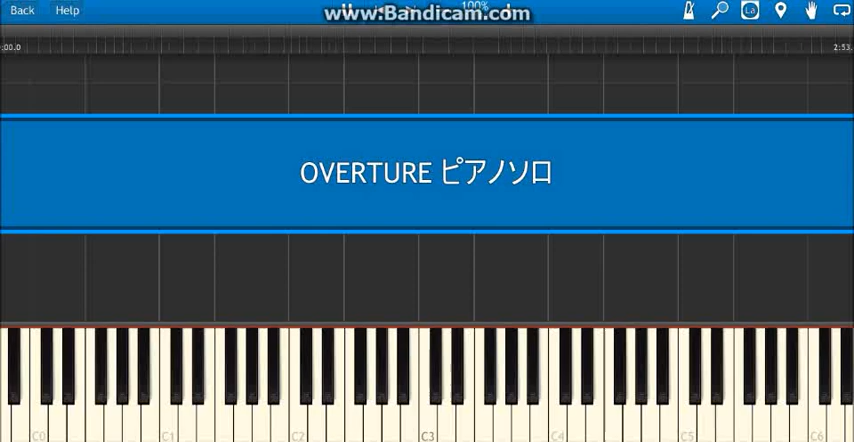 Back Help www.Bandicam.com 100%
:00.0 2:53.
OVERTURE ピアノソロ
C0 C1 C2 C3 C4 C5 C6